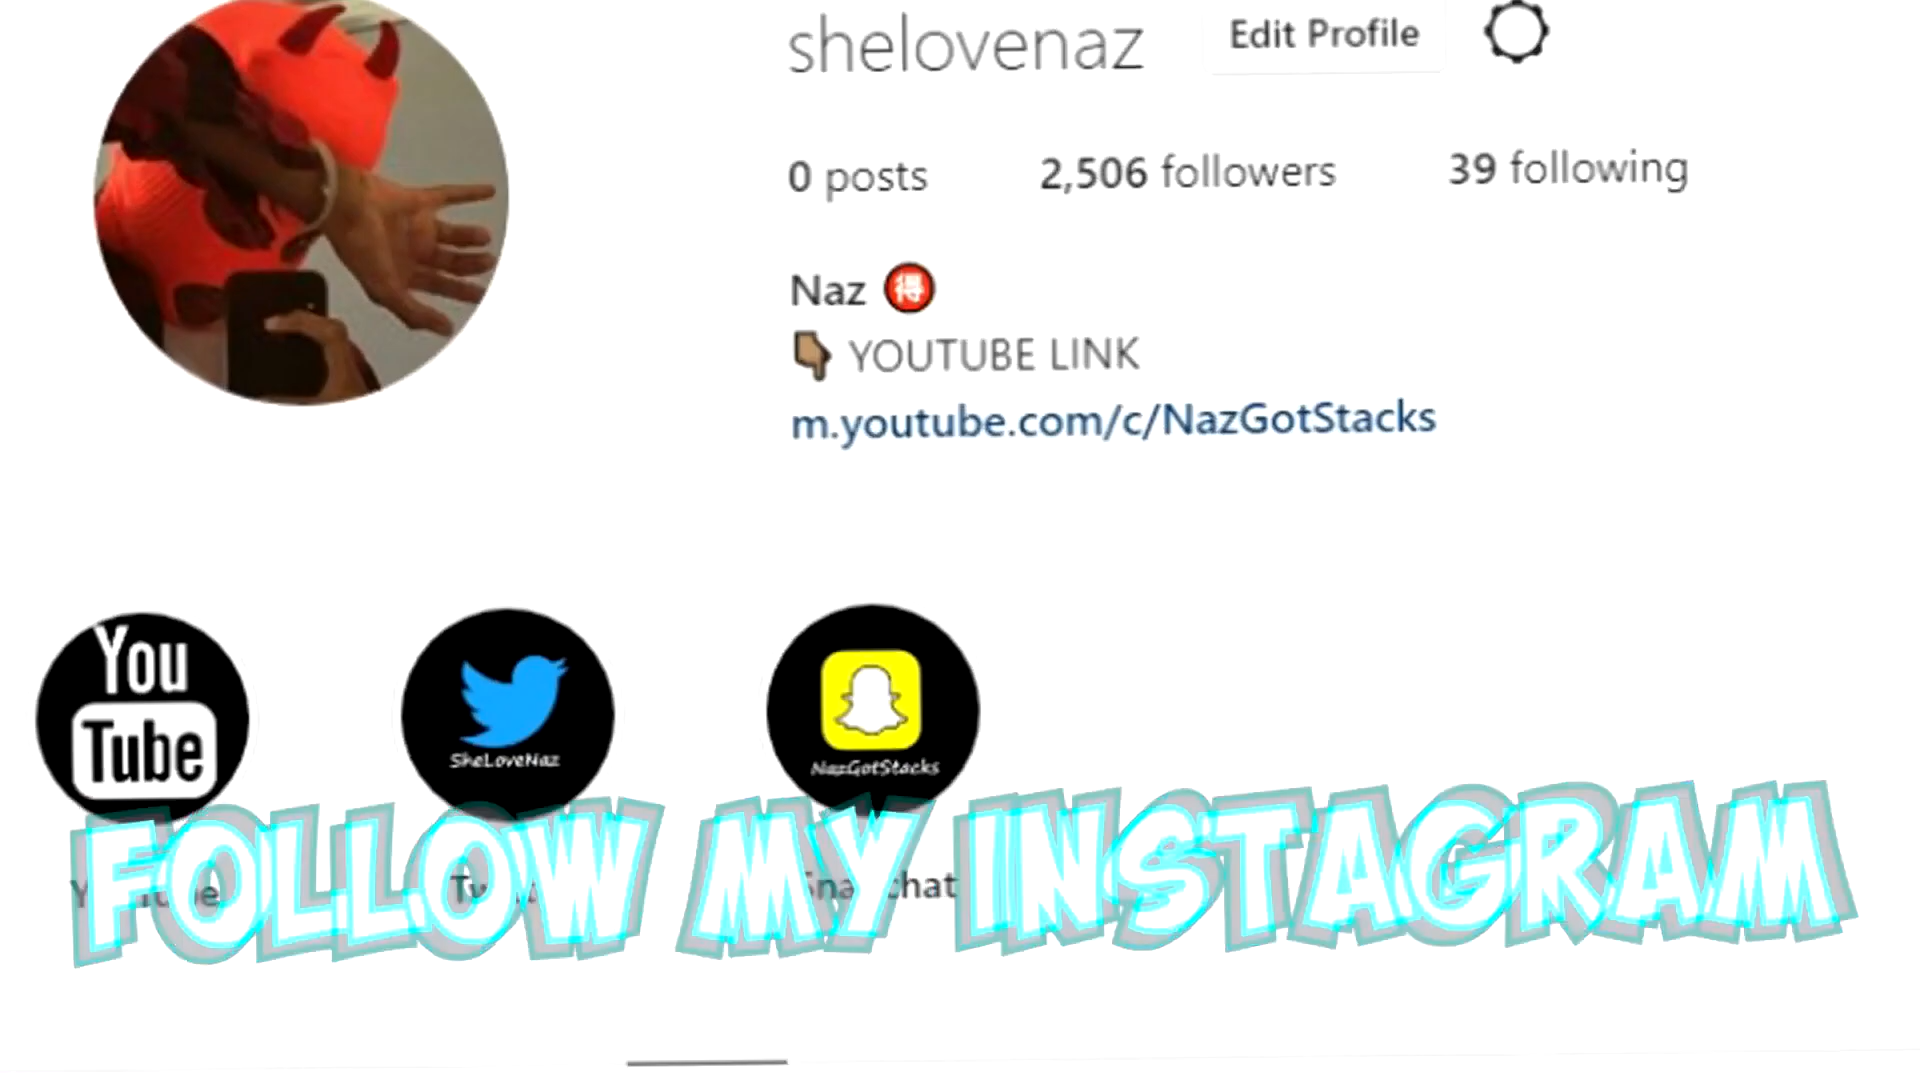 shelovenaz Edit Profile
0 posts 2,506 followers 39 following
Naz 🉐
👇🏽 YOUTUBE LINK
m.youtube.com/c/NazGotStacks
You
Tube
SheLoveNaz
NazGotStacks
FOLLOW MY INSTAGRAM